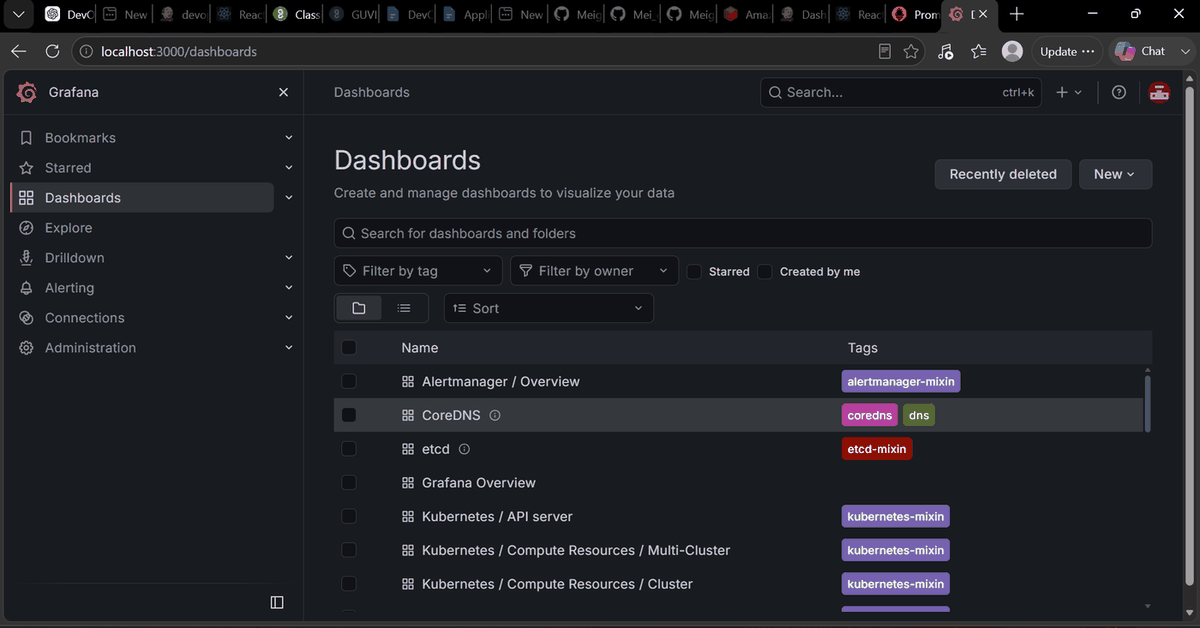 DevO New devop Reac Class GUVI DevO Appl New Meig Mei_ Meig Ama Dash Reac Prom
localhost:3000/dashboards
Update
Chat
Grafana
Dashboards
Search...
ctrl+k
Bookmarks
Starred
Dashboards
Explore
Drilldown
Alerting
Connections
Administration
Dashboards
Create and manage dashboards to visualize your data
Recently deleted
New
Search for dashboards and folders
Filter by tag
Filter by owner
Starred
Created by me
Sort
Name Tags
Alertmanager / Overview alertmanager-mixin
CoreDNS coredns dns
etcd etcd-mixin
Grafana Overview
Kubernetes / API server kubernetes-mixin
Kubernetes / Compute Resources / Multi-Cluster kubernetes-mixin
Kubernetes / Compute Resources / Cluster kubernetes-mixin